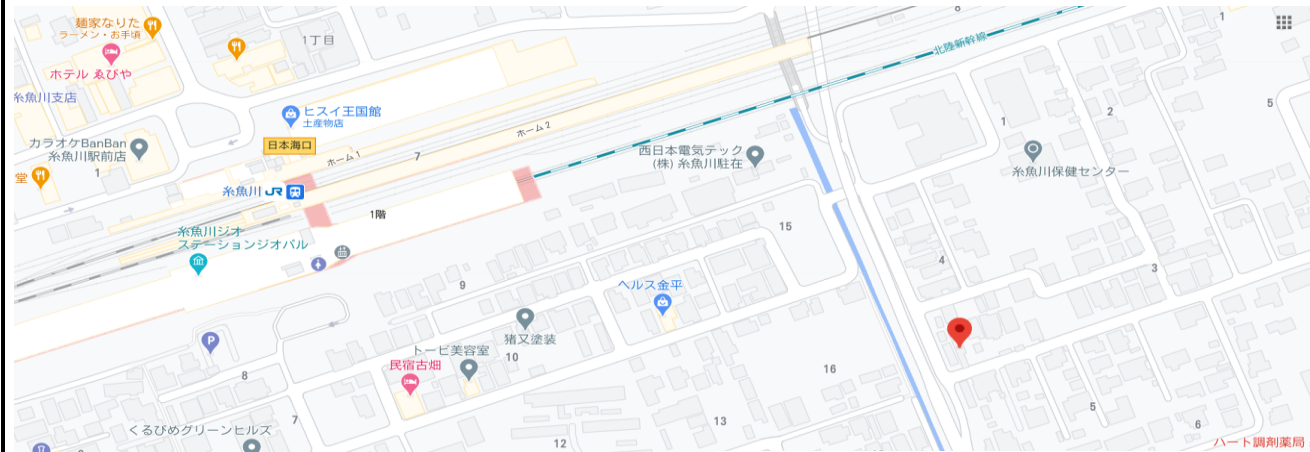 麺家なりた
ラーメン・お手頃
1丁目
8
1
ホテル ゑびや
北陸新幹線
糸魚川支店
ヒスイ王国館
土産物店
5
2
1
ホーム 2
カラオケBanBan
糸魚川駅前店
日本海口
ホーム 1
7
西日本電気テック
(株) 糸魚川駐在
糸魚川保健センター
堂
1
糸魚川 JR
1階
糸魚川ジオ
ステーションジオパル
15
4
3
9
ヘルス金平
P
猪又塗装
トービ美容室
10
民宿古畑
8
16
7
13
5
6
くるびめグリーンヒルズ
12
ハート調剤薬局